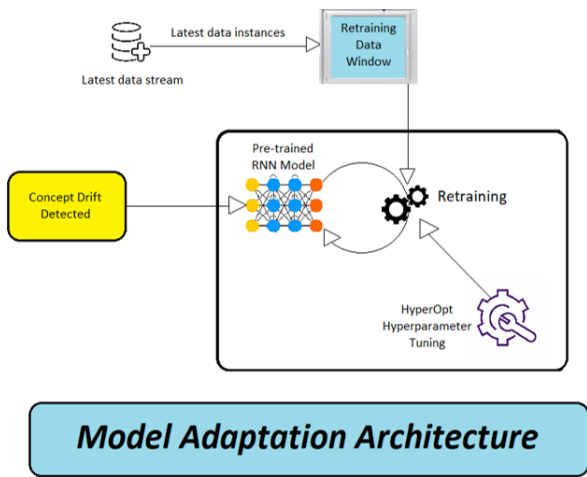 Latest data instances
Retraining
Data
Window
Latest data stream
Pre-trained
RNN Model
Concept Drift
Detected
Retraining
HyperOpt
Hyperparameter
Tuning
Model Adaptation Architecture